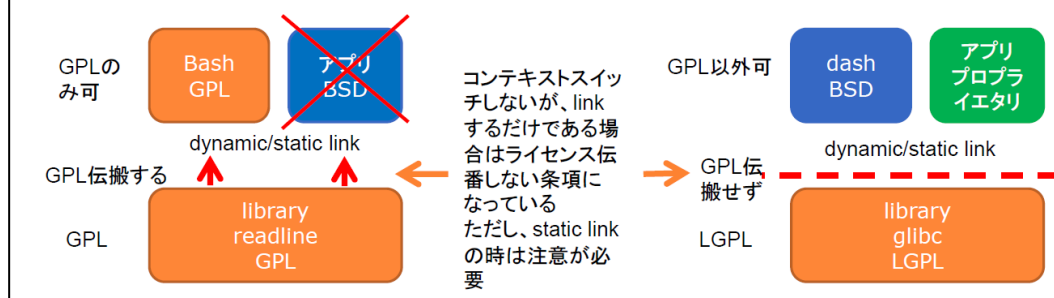 GPLの
み可
Bash
GPL
アプリ
BSD
dynamic/static link
GPL伝搬する
GPL
library
readline
GPL
コンテキストスイッ
チしないが、link
するだけである場
合はライセンス伝
番しない条項に
なっている
ただし、static link
の時は注意が必
要
GPL以外可
dash
BSD
アプリ
プロプラ
イエタリ
dynamic/static link
GPL伝
搬せず
LGPL
library
glibc
LGPL